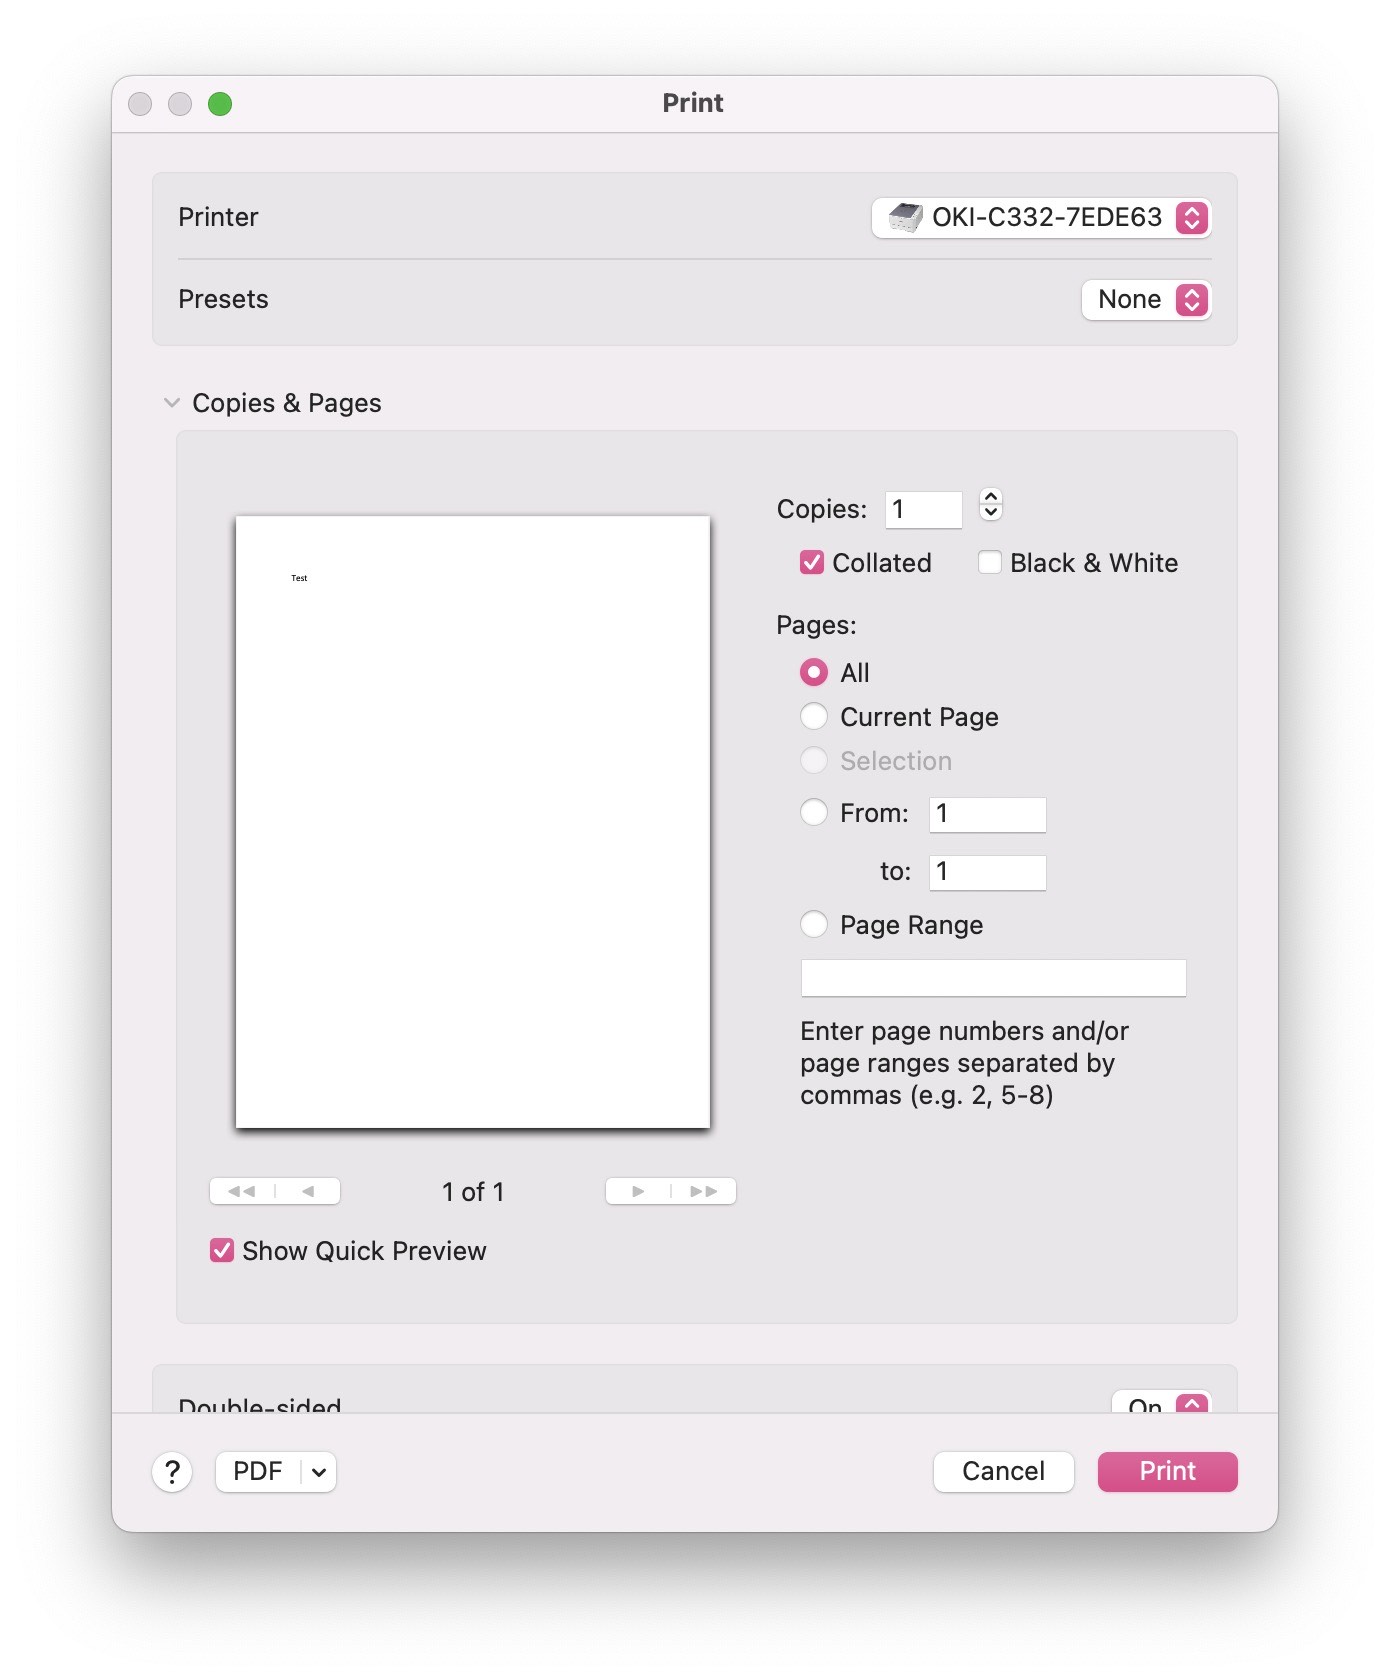 Print
Printer
OKI-C332-7EDE63
Presets
None
Copies & Pages
Test
1 of 1
Show Quick Preview
Copies: 1
Collated
Black & White
Pages:
All
Current Page
Selection
From: 1
to: 1
Page Range
Enter page numbers and/or
page ranges separated by
commas (e.g. 2, 5-8)
Double-sided
On
?
PDF
Cancel
Print